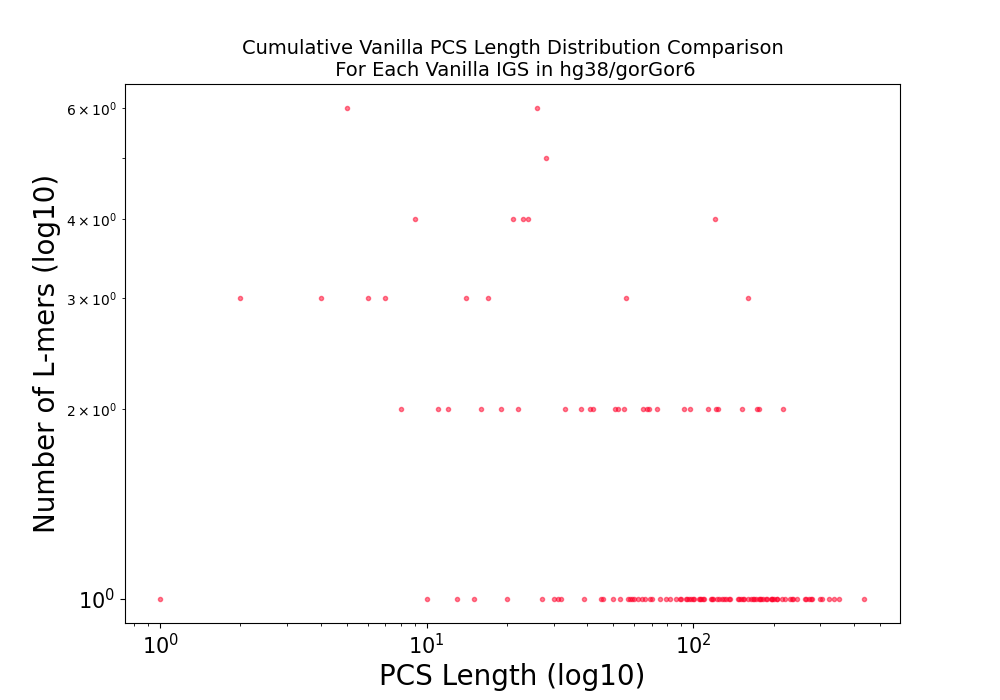 Cumulative Vanilla PCS Length Distribution Comparison
For Each Vanilla IGS in hg38/gorGor6
Number of L-mers (log10)
6 × 10⁰
4 × 10⁰
3 × 10⁰
2 × 10⁰
10⁰
10⁰ 10¹ 10²
PCS Length (log10)